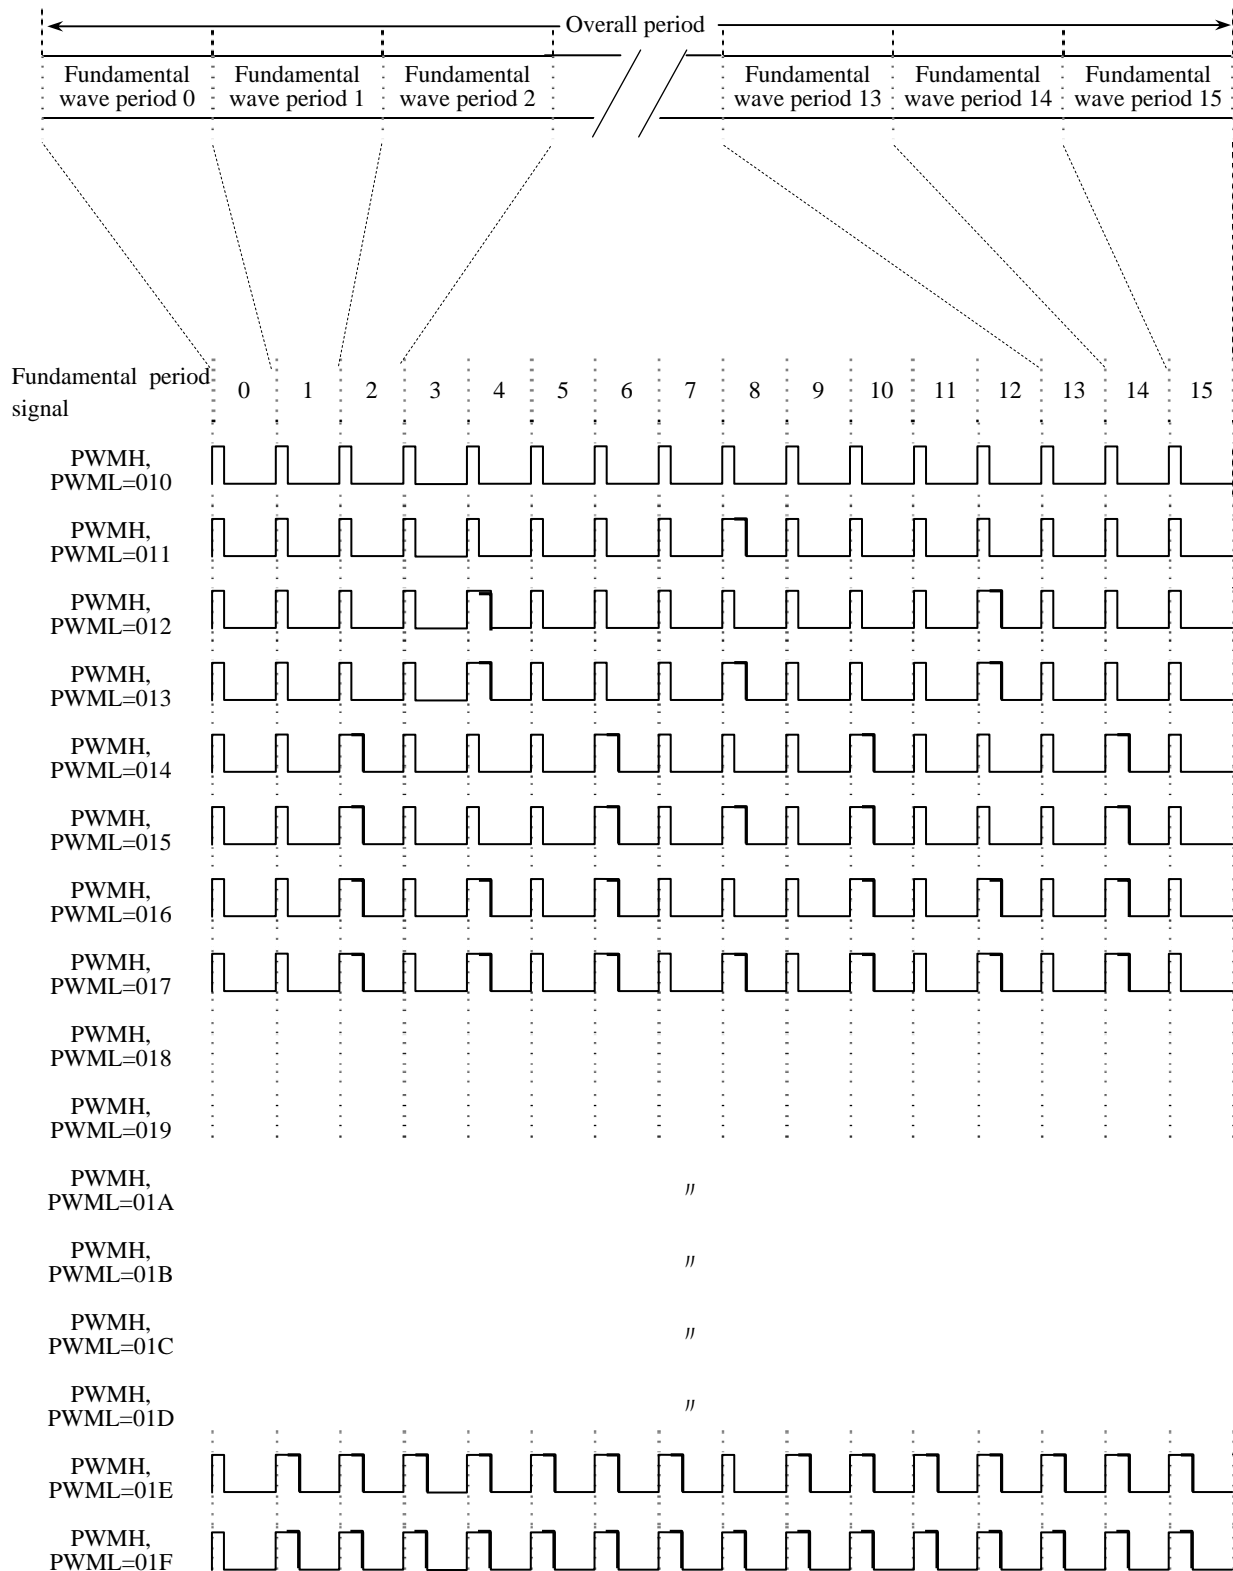 Overall period
Fundamental wave period 0
Fundamental wave period 1
Fundamental wave period 2
Fundamental wave period 13
Fundamental wave period 14
Fundamental wave period 15
Fundamental period signal
0 1 2 3 4 5 6 7 8 9 10 11 12 13 14 15
PWMH,
PWML=010
PWMH,
PWML=011
PWMH,
PWML=012
PWMH,
PWML=013
PWMH,
PWML=014
PWMH,
PWML=015
PWMH,
PWML=016
PWMH,
PWML=017
PWMH,
PWML=018
PWMH,
PWML=019
PWMH,
PWML=01A
〃
PWMH,
PWML=01B
〃
PWMH,
PWML=01C
〃
PWMH,
PWML=01D
〃
PWMH,
PWML=01E
PWMH,
PWML=01F